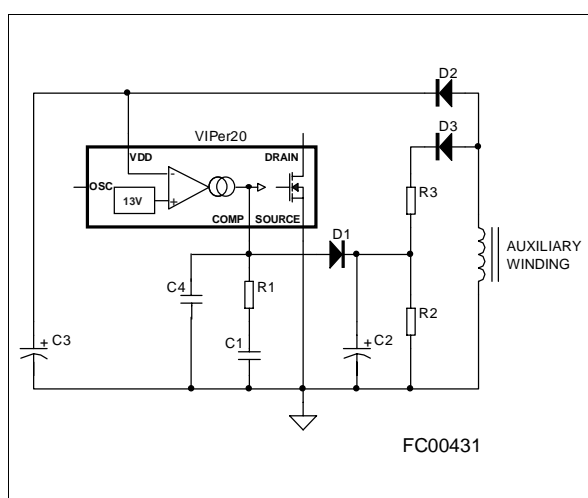 D2
D3
VIPer20
VDD
DRAIN
OSC
-
13V
+
COMP
SOURCE
R3
D1
AUXILIARY
WINDING
C4
R1
R2
C3
+
C1
C2
+
FC00431